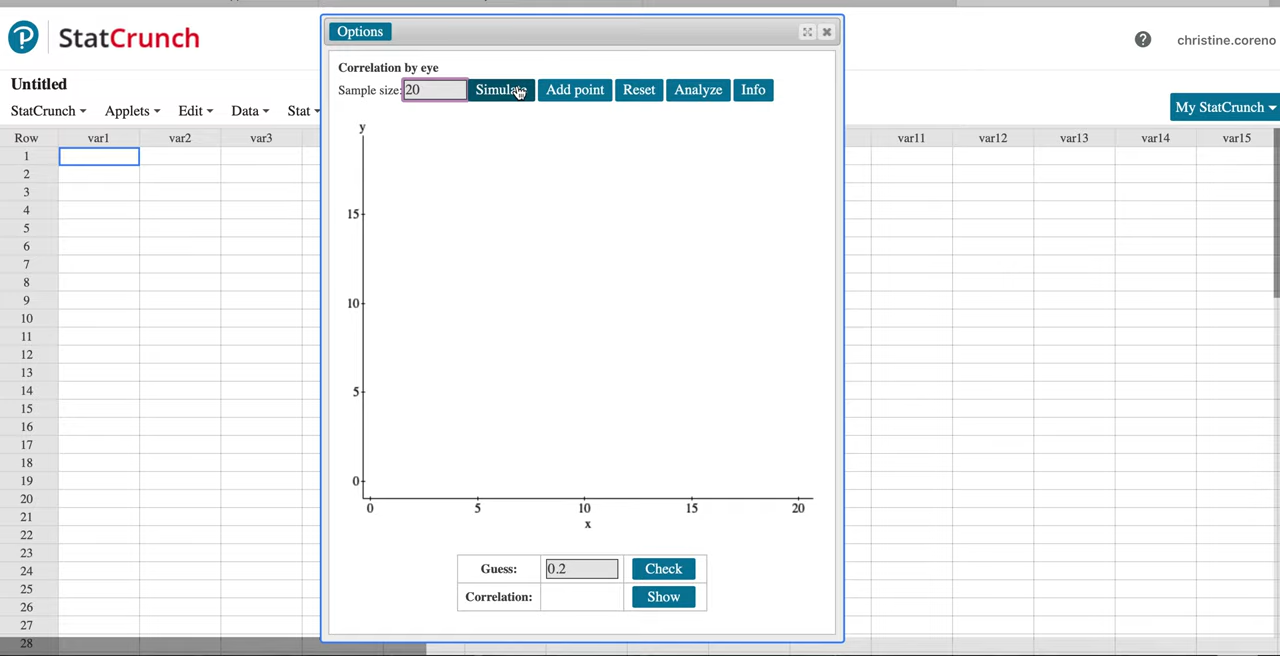 StatCrunch
Options
christine.coreno
Untitled
Correlation by eye
Sample size: 20 Simulate Add point Reset Analyze Info
StatCrunch Applets Edit Data Stat
My StatCrunch
Row var1 var2 var3 var11 var12 var13 var14 var15
1
2
3
4
5
6
7
8
9
10
11
12
13
14
15
16
17
18
19
20
21
22
23
24
25
26
27
28
y
15
10
5
0
0 5 10 15 20
x
Guess: 0.2 Check
Correlation: Show